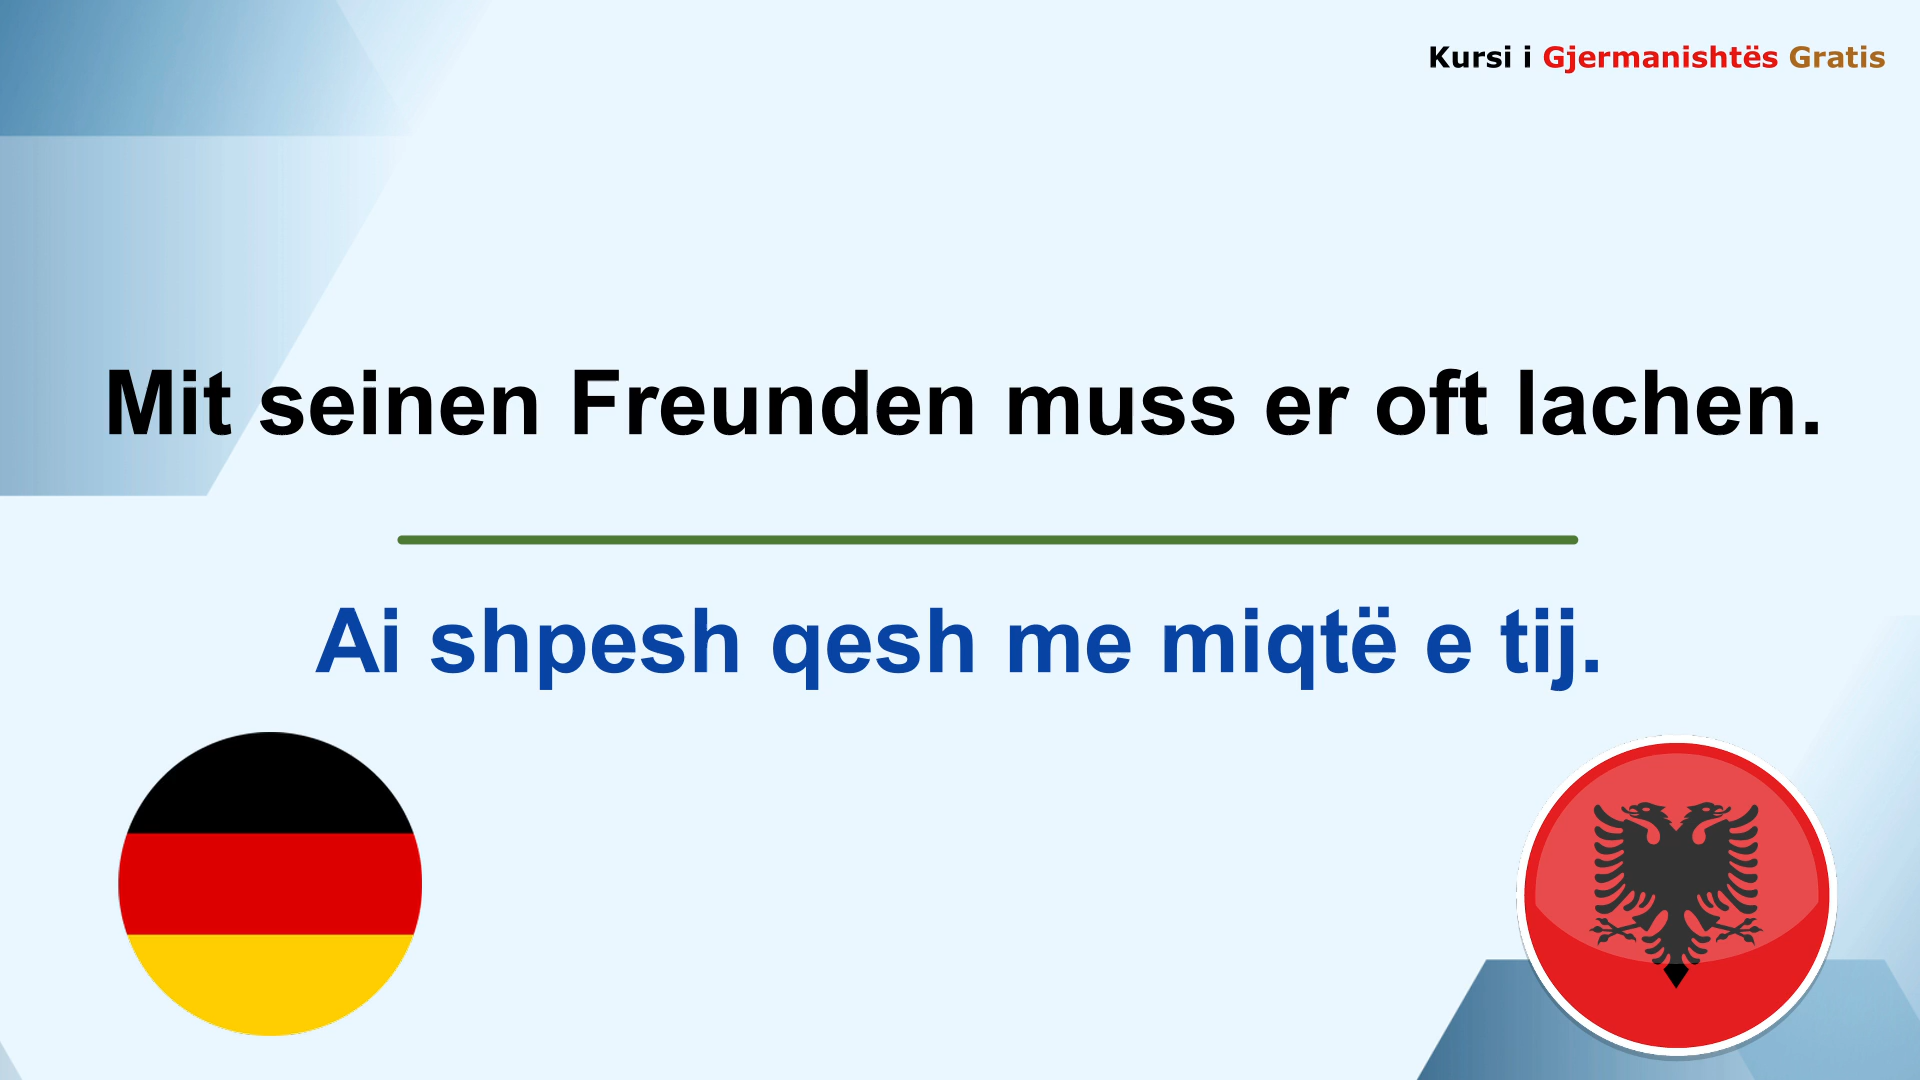 Kursi i Gjermanishtës Gratis
Mit seinen Freunden muss er oft lachen.
Ai shpesh qesh me miqtë e tij.